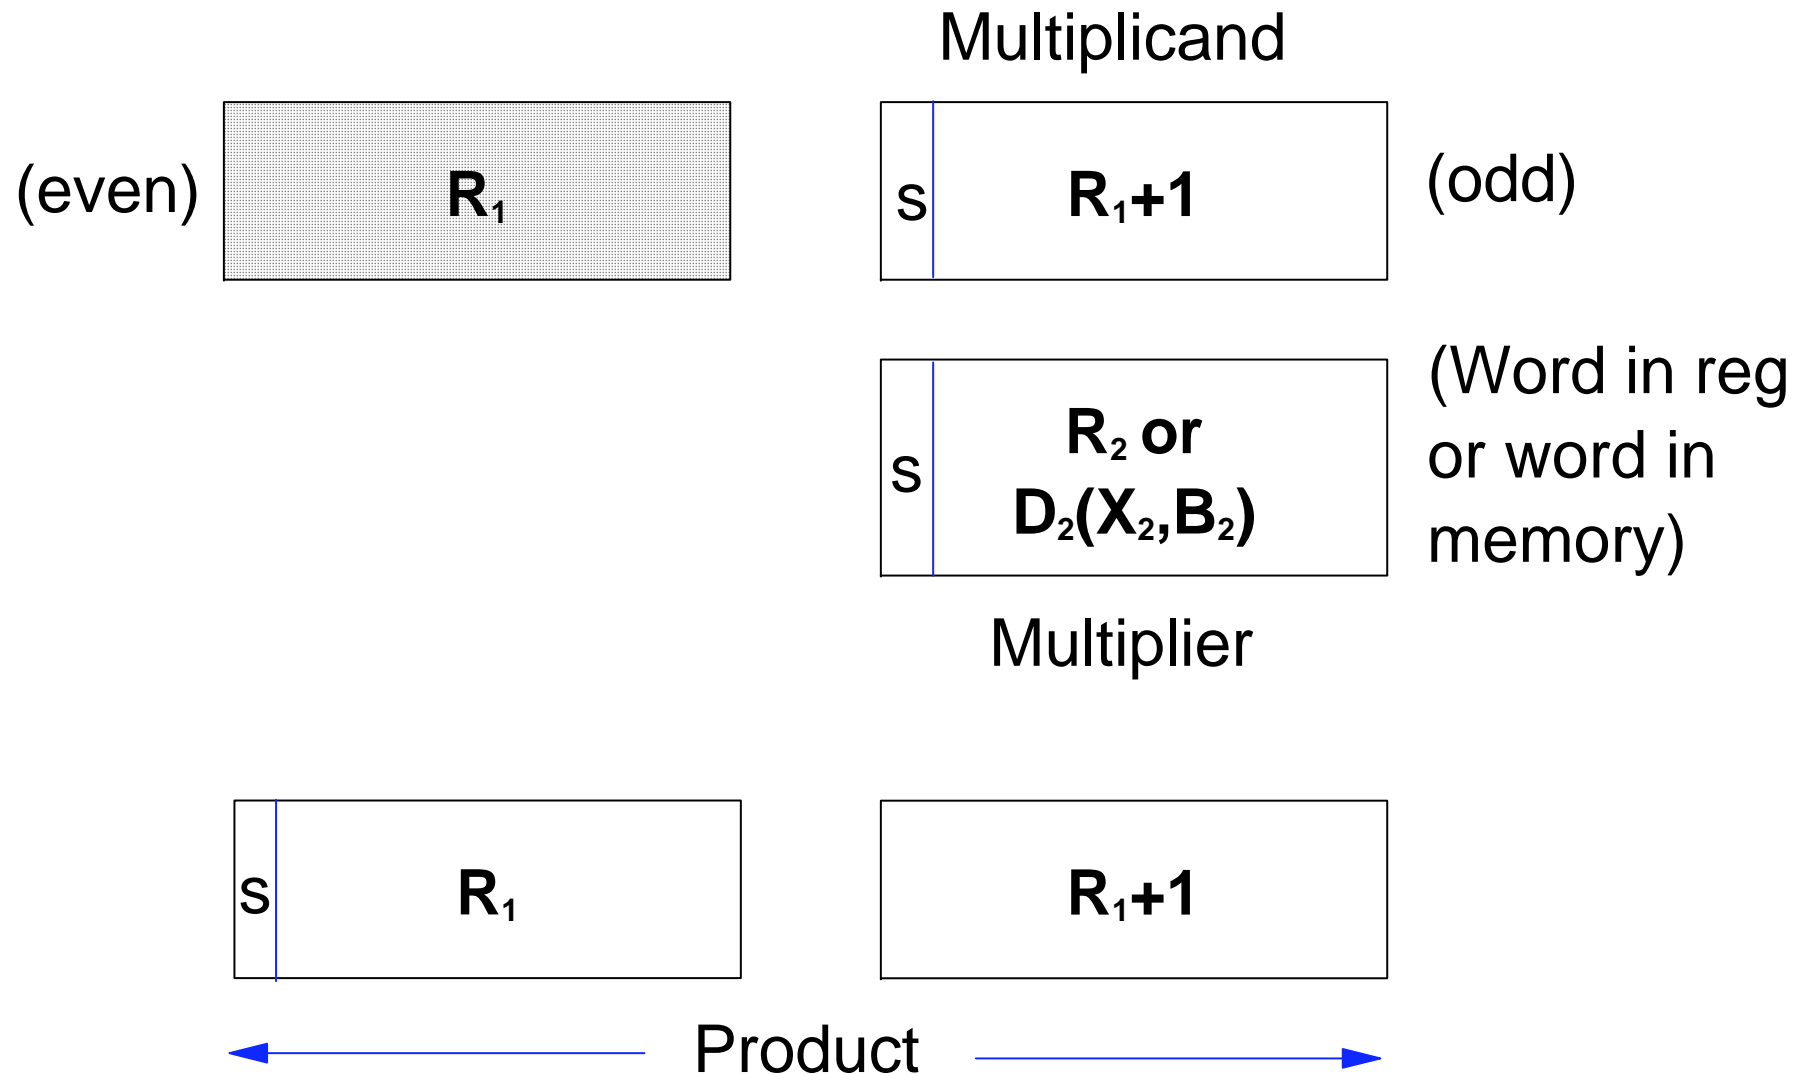 Multiplicand
(even)
R₁
s
R₁+1
(odd)
s
R₂ or
D₂(X₂,B₂)
(Word in reg
or word in
memory)
Multiplier
s
R₁
R₁+1
Product